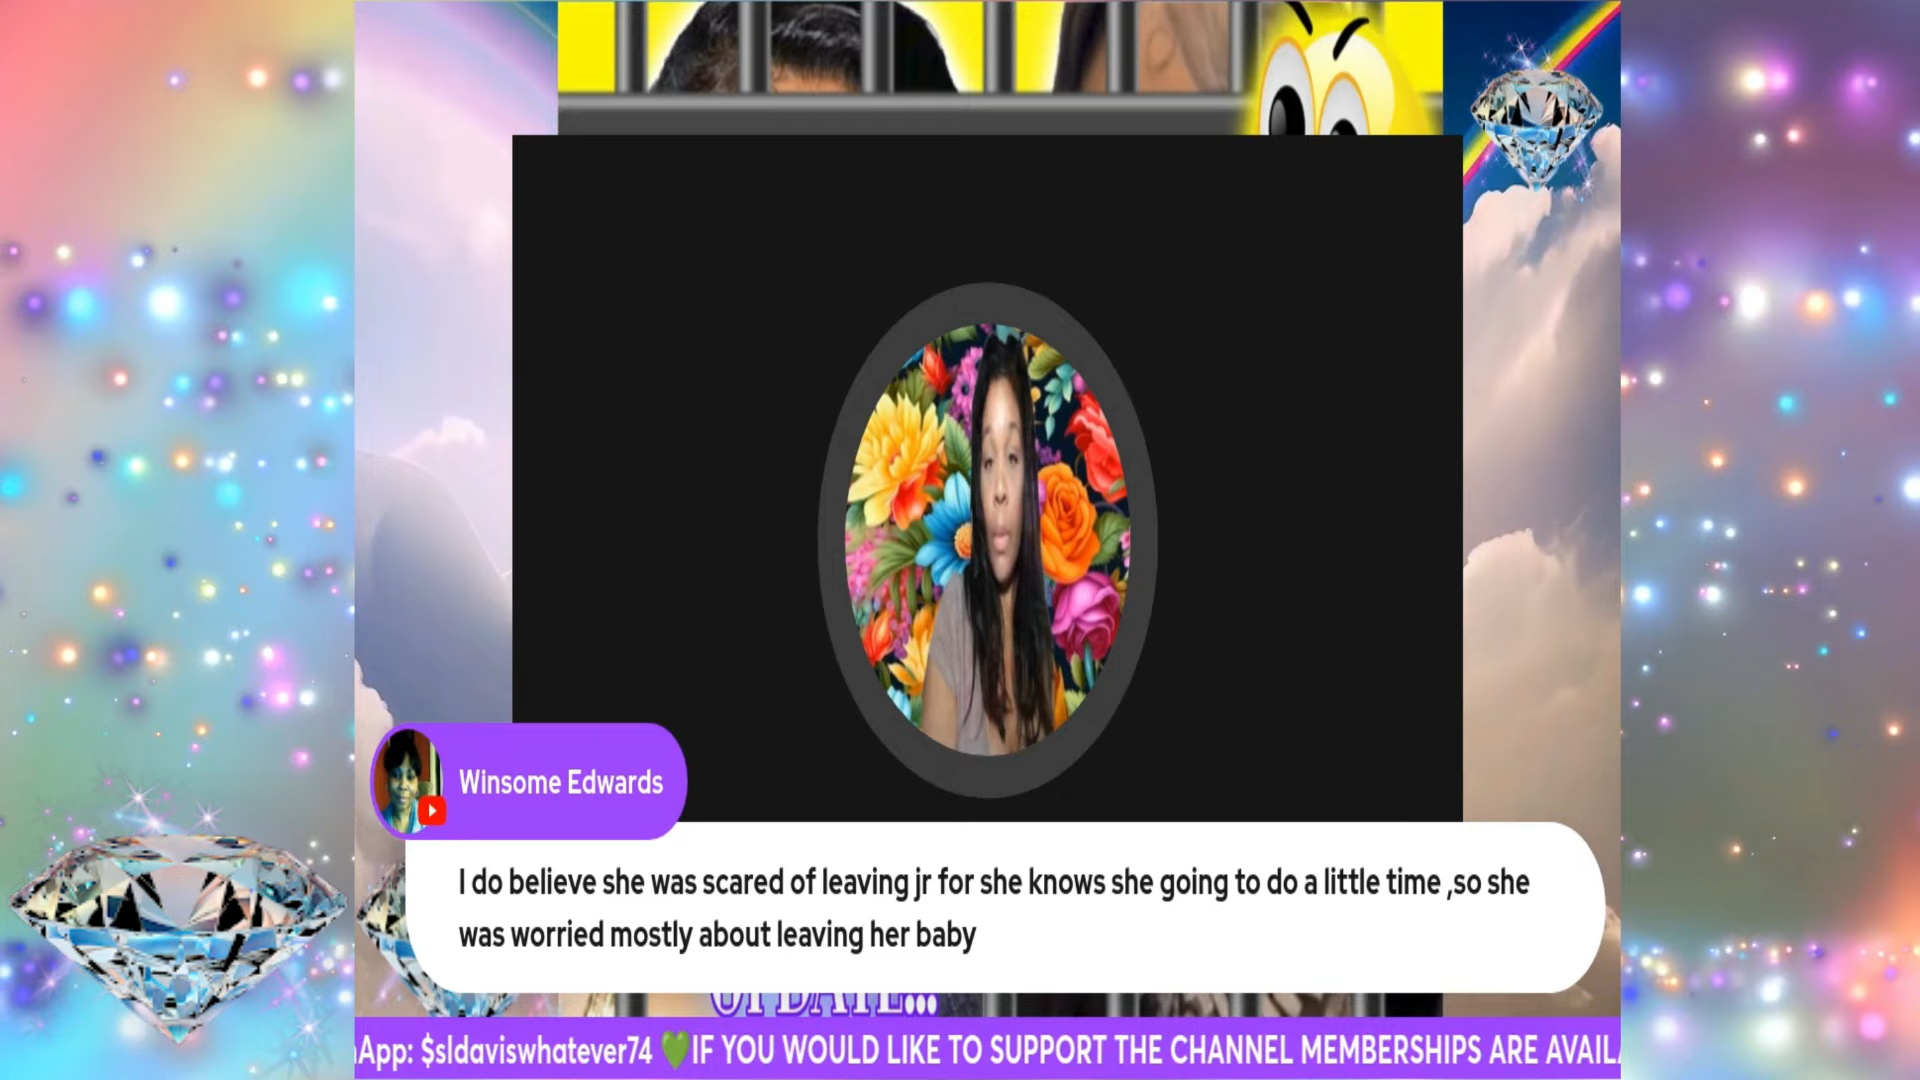 Winsome Edwards
I do believe she was scared of leaving jr for she knows she going to do a little time ,so she
was worried mostly about leaving her baby
UPDATE...
App: $sldaviswhatever74 💚IF YOU WOULD LIKE TO SUPPORT THE CHANNEL MEMBERSHIPS ARE